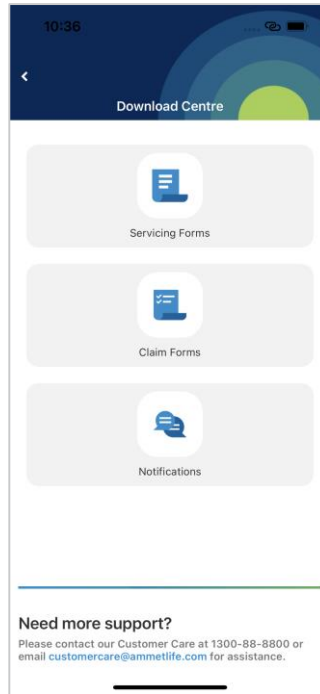 10:36
Download Centre
Servicing Forms
Claim Forms
Notifications
Need more support?
Please contact our Customer Care at 1300-88-8800 or
email customercare@ammetlife.com for assistance.